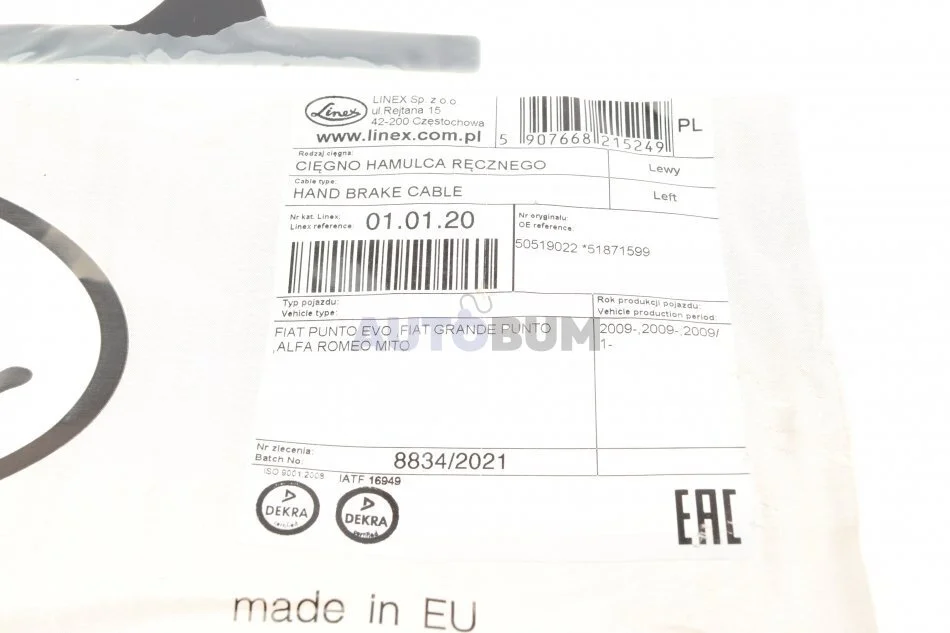 Linex
LINEX Sp. z o.o
ul.Rejtana 15
42-200 Częstochowa
www.linex.com.pl
5 907668 215249
PL
Rodzaj cięgna:
CIĘGNO HAMULCA RĘCZNEGO
Lewy
Cable type:
HAND BRAKE CABLE
Left
Nr kat. Linex:
Linex reference:
01.01.20
Nr oryginału:
OE reference:
50519022 *51871599
Typ pojazdu:
Vehicle type:
Rok produkcji pojazdu:
Vehicle production period:
FIAT PUNTO EVO ,FIAT GRANDE PUNTO
,ALFA ROMEO MITO
2009-,2009-,2009/
1-
AUTOBUM
Nr zlecenia:
Batch No:
8834/2021
ISO 9001:2008
IATF 16949
DEKRA
DEKRA
certified
EAC
made in EU